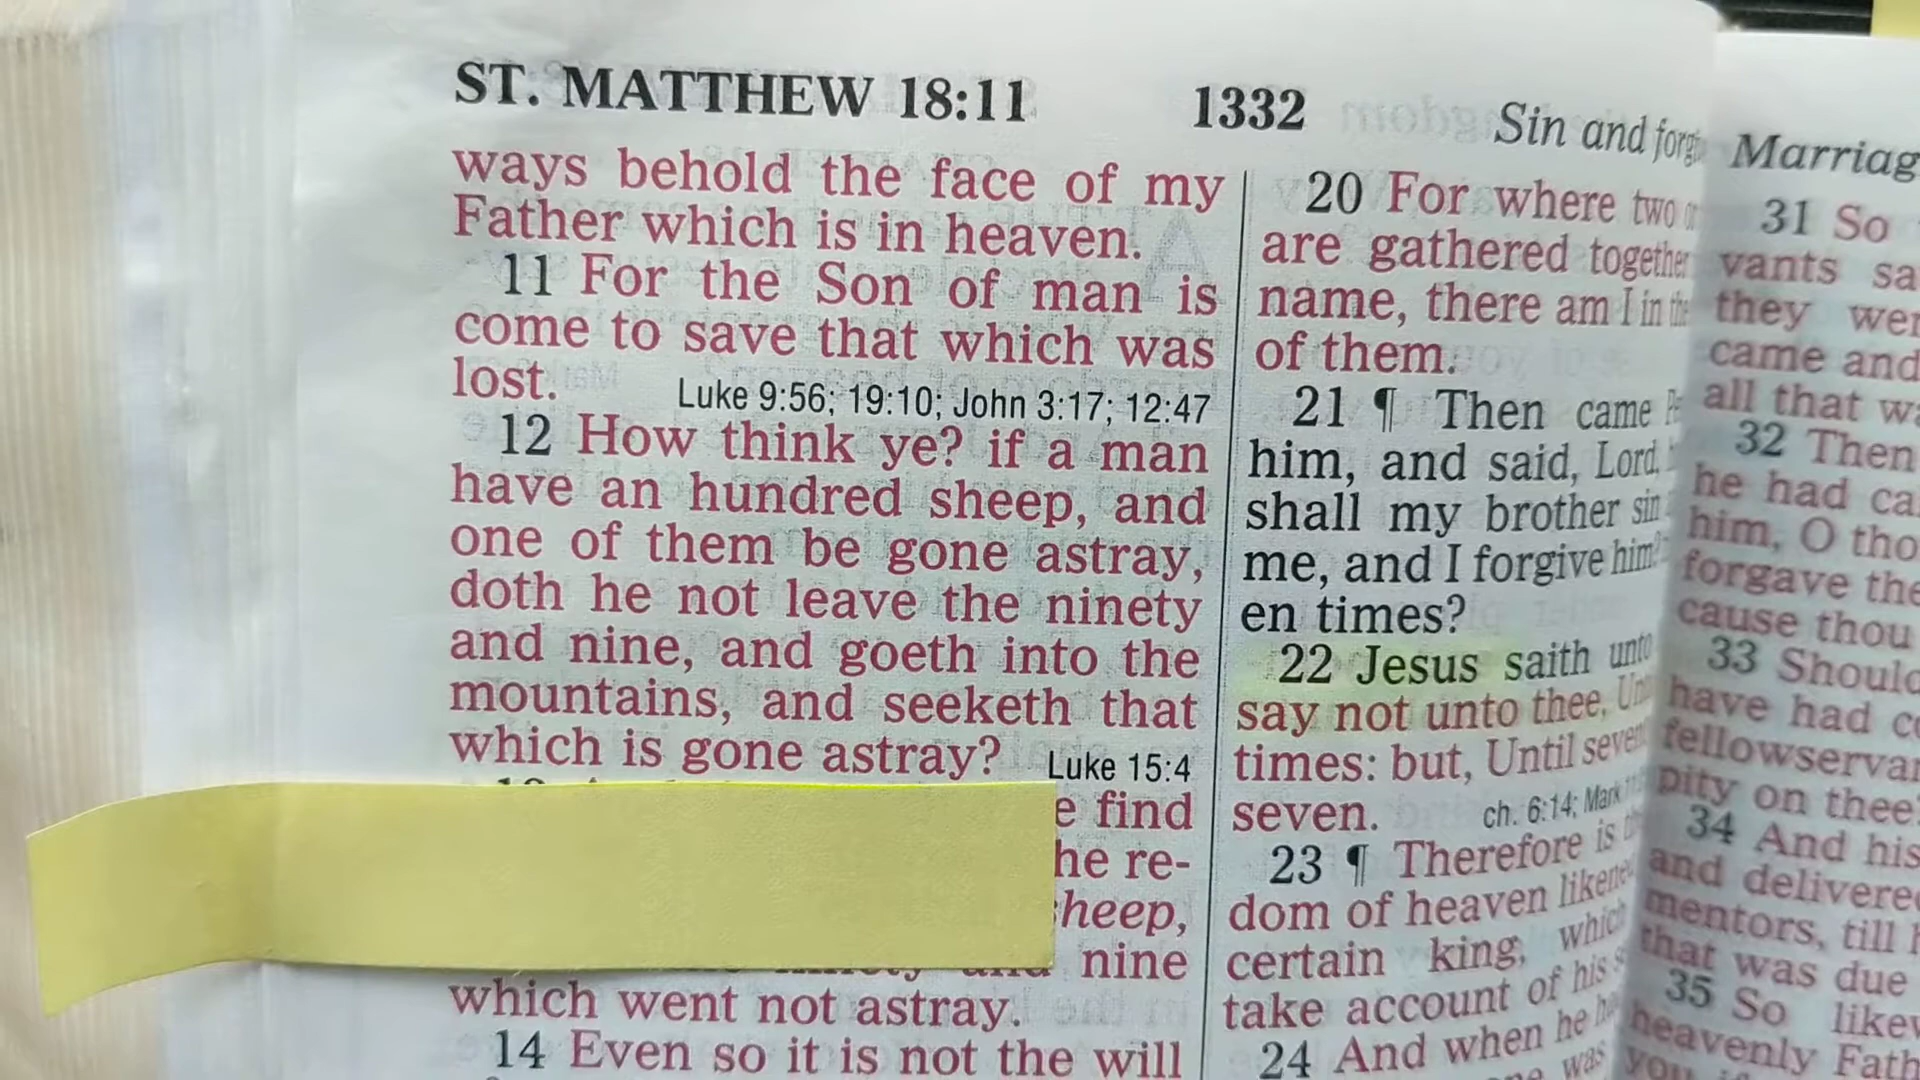 ST. MATTHEW 18:11 1332 Sin and
ways behold the face of my
Father which is in heaven.
11 For the Son of man is
come to save that which was
lost. Luke 9:56; 19:10; John 3:17; 12:47
12 How think ye? if a man
have an hundred sheep, and
one of them be gone astray,
doth he not leave the ninety
and nine, and goeth into the
mountains, and seeketh that
which is gone astray? Luke 15:4
find
he re-
nine
which went not astray.
14 Even so it is not the will
20 For where two
are gathered together
name, there am I in
of them.
21 ¶ Then came
him, and said, Lord,
shall my brother sin
me, and I forgive him?
en times?
22 Jesus saith unto
say not unto thee,
times: but, Until
seven. ch. 6:14; Mark
23 ¶ Therefore is
dom of heaven
certain king, which
take account of his
24 And when he
was
31 So
vants
they
came and
all that
32 Then
he had
him, O
forgave
cause thou
33
have had
pity on thee
34 And his
and
till
that was due
35 So
heavenly